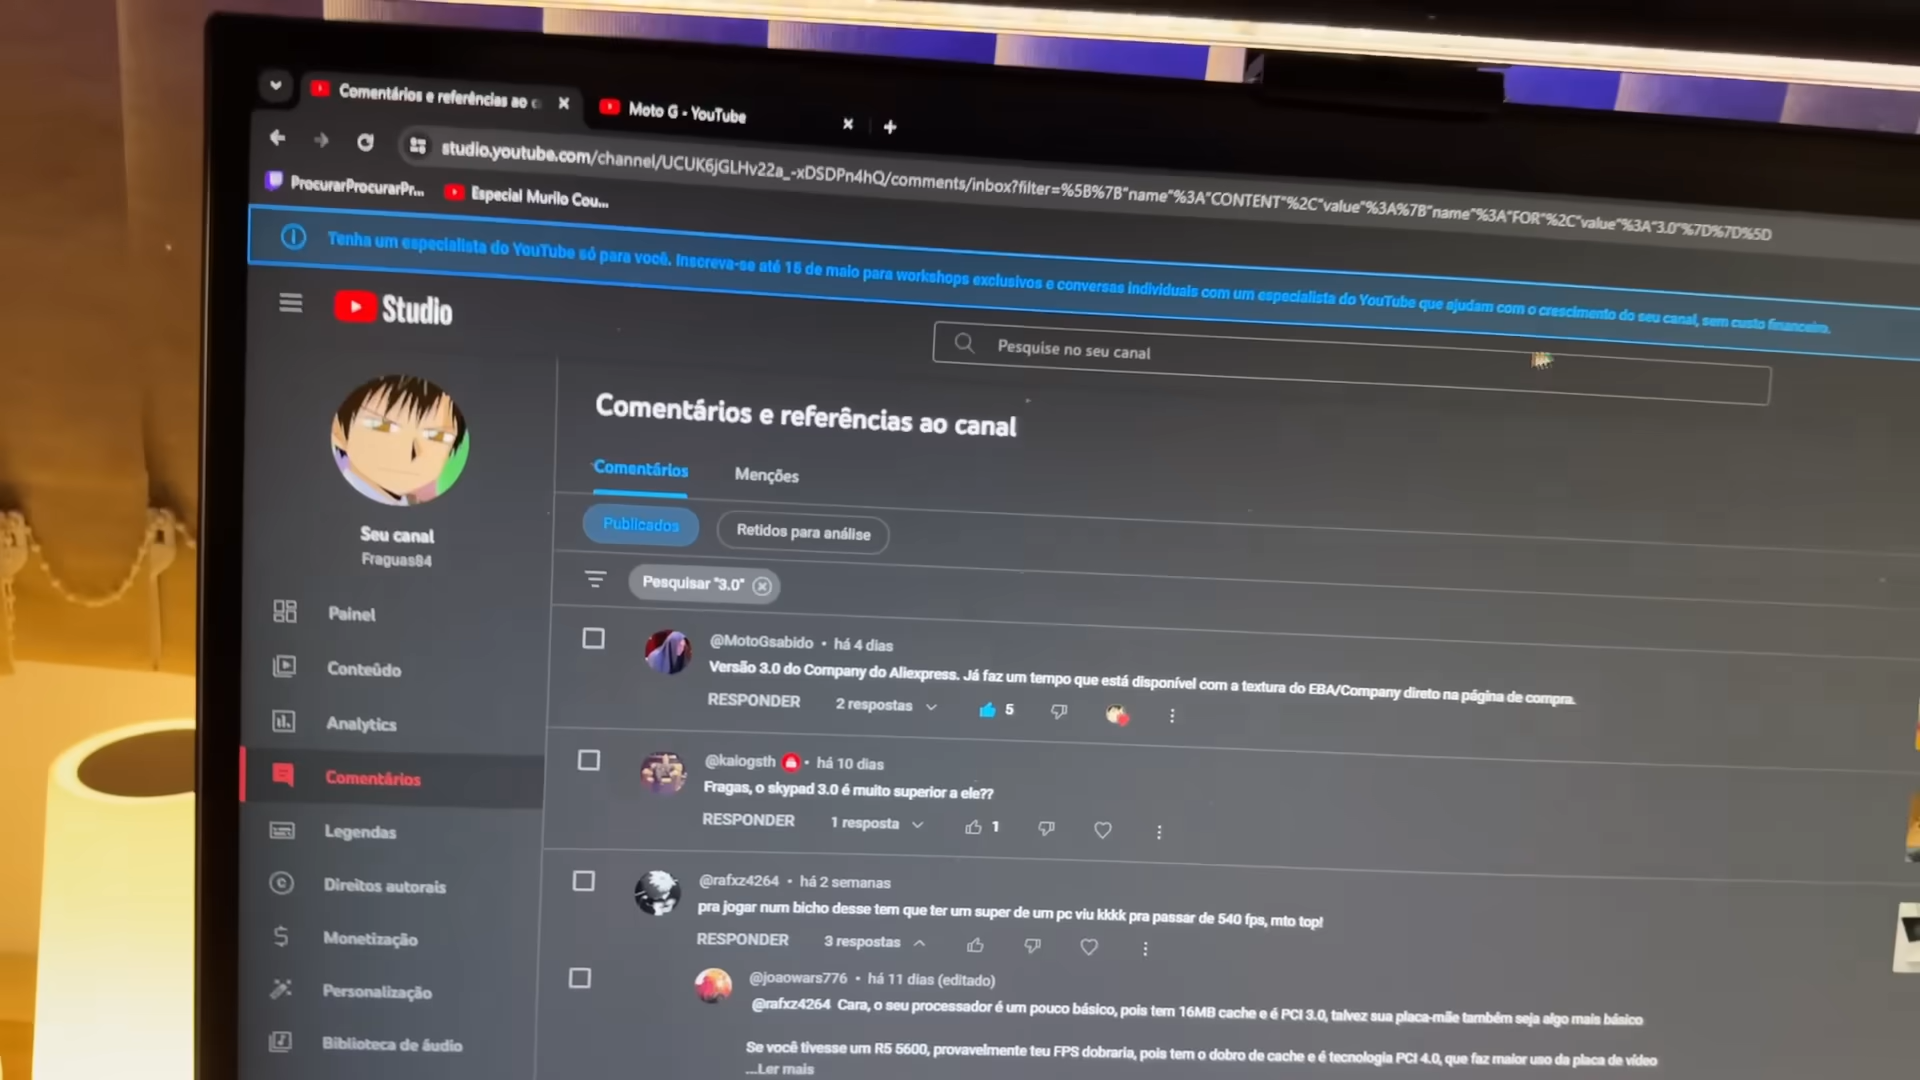 Comentários e referências ao c
Moto G - YouTube
studio.youtube.com/channel/UCUK6jGLHv22a_-xDSDPn4hQ/comments/inbox?filter=%5B%7B"name"%3A"CONTENT"%2C"value"%3A%7B"name"%3A"FOR"%2C"value"%3A"3.0"%7D%7D%5D
ProcurarProcurarPr...
Especial Murilo Cou...
Tenha um especialista do YouTube só para você. Inscreva-se até 15 de maio para workshops exclusivos e conversas individuais com um especialista do YouTube que ajudam com o crescimento do seu canal, sem custo financeiro.
Studio
Pesquise no seu canal
Seu canal
Fraguas84
Painel
Conteúdo
Analytics
Comentários
Legendas
Direitos autorais
Monetização
Personalização
Biblioteca de áudio
Comentários e referências ao canal
Comentários
Menções
Publicados
Retidos para análise
Pesquisar "3.0"
@MotoGsabido • há 4 dias
Versão 3.0 do Company do Aliexpress. Já faz um tempo que está disponível com a textura do EBA/Company direto na página de compra.
RESPONDER 2 respostas 5
@kaiogsth • há 10 dias
Fragas, o skypad 3.0 é muito superior a ele??
RESPONDER 1 resposta 1
@rafxz4264 • há 2 semanas
pra jogar num bicho desse tem que ter um super de um pc viu kkkk pra passar de 540 fps, mto top!
RESPONDER 3 respostas
@joaowars776 • há 11 dias (editado)
@rafxz4264 Cara, o seu processador é um pouco básico, pois tem 16MB cache e é PCI 3.0, talvez sua placa-mãe também seja algo mais básico
Se você tivesse um R5 5600, provavelmente teu FPS dobraria, pois tem o dobro de cache e é tecnologia PCI 4.0, que faz maior uso da placa de vídeo
...Ler mais